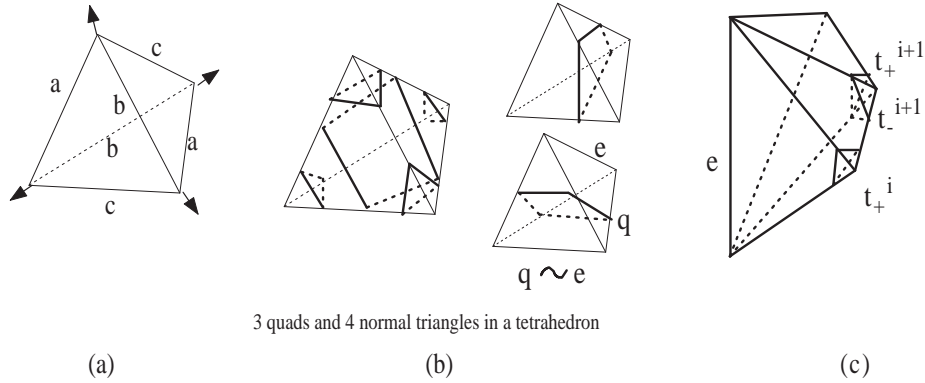 c
a
b
b
a
c
e
q
q ~ e
t₊ⁱ⁺¹
t₋ⁱ⁺¹
e
t₊ⁱ
3 quads and 4 normal triangles in a tetrahedron
(a)
(b)
(c)